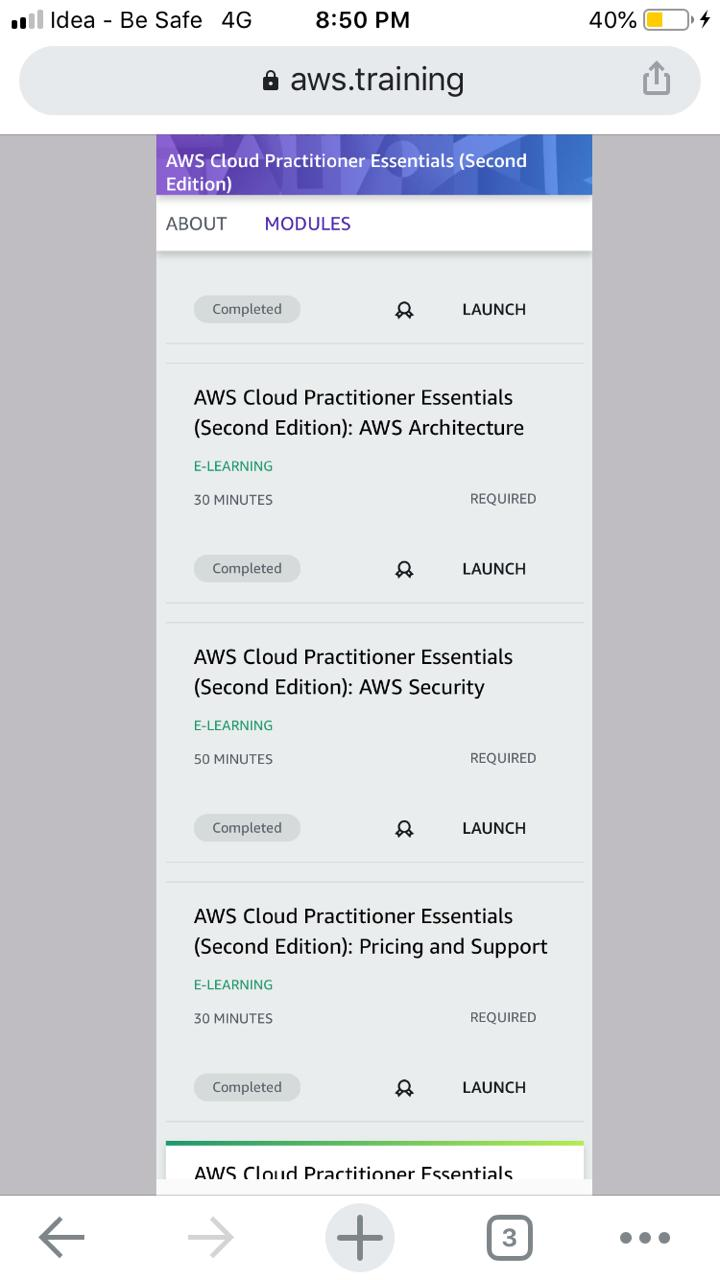 Idea - Be Safe 4G 8:50 PM 40%
aws.training
AWS Cloud Practitioner Essentials (Second
Edition)
ABOUT MODULES
Completed LAUNCH
AWS Cloud Practitioner Essentials
(Second Edition): AWS Architecture
E-LEARNING
30 MINUTES REQUIRED
Completed LAUNCH
AWS Cloud Practitioner Essentials
(Second Edition): AWS Security
E-LEARNING
50 MINUTES REQUIRED
Completed LAUNCH
AWS Cloud Practitioner Essentials
(Second Edition): Pricing and Support
E-LEARNING
30 MINUTES REQUIRED
Completed LAUNCH
AWS Cloud Practitioner Essentials
3